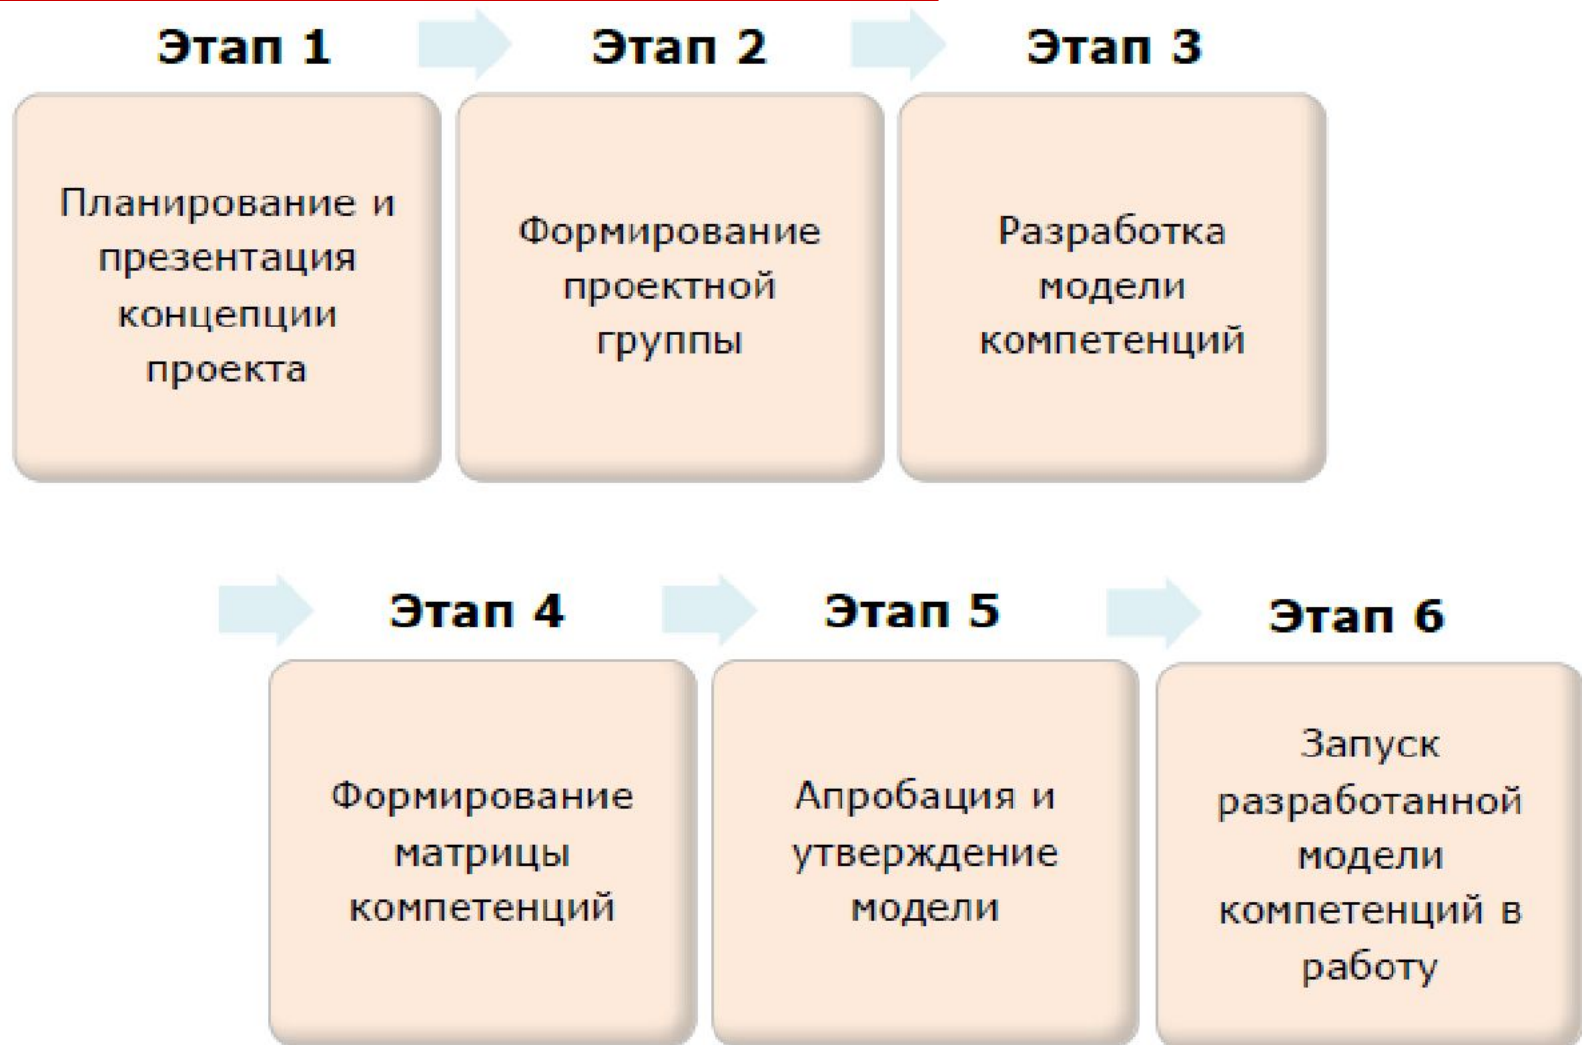 Этап 1
Этап 2
Этап 3
Планирование и
презентация
концепции
проекта
Формирование
проектной
группы
Разработка
модели
компетенций
Этап 4
Этап 5
Этап 6
Формирование
матрицы
компетенций
Апробация и
утверждение
модели
Запуск
разработанной
модели
компетенций в
работу